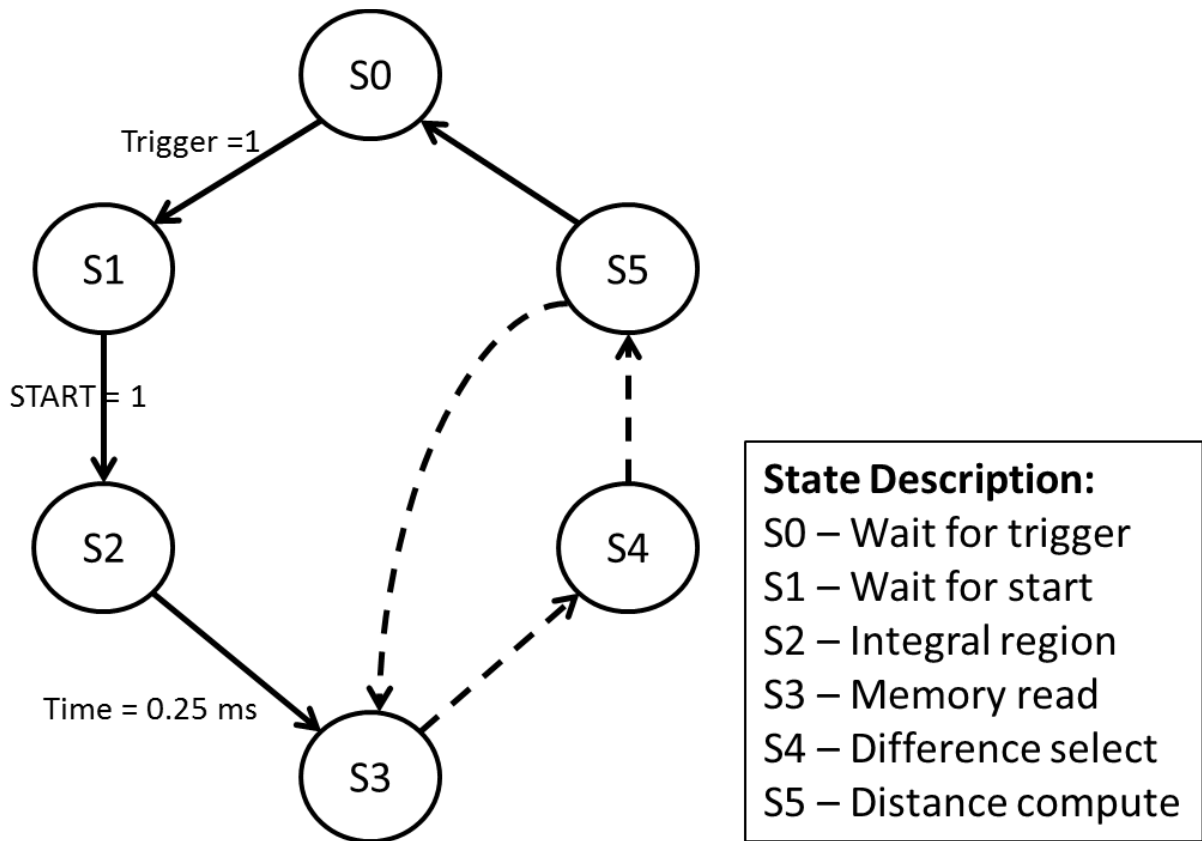 S0
Trigger =1
S1
S5
START = 1
S2
S4
Time = 0.25 ms
S3
State Description:
S0 – Wait for trigger
S1 – Wait for start
S2 – Integral region
S3 – Memory read
S4 – Difference select
S5 – Distance compute